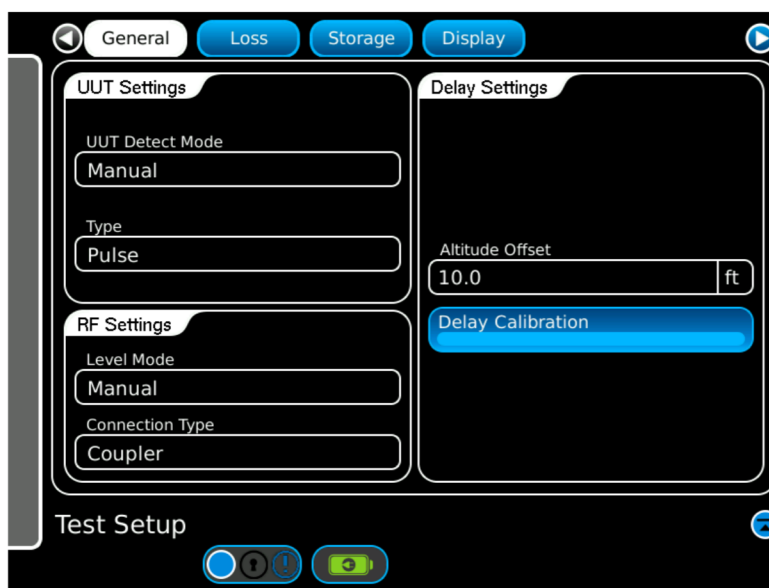 General
Loss
Storage
Display
UUT Settings
UUT Detect Mode
Manual
Type
Pulse
RF Settings
Level Mode
Manual
Connection Type
Coupler
Delay Settings
Altitude Offset
10.0 ft
Delay Calibration
Test Setup